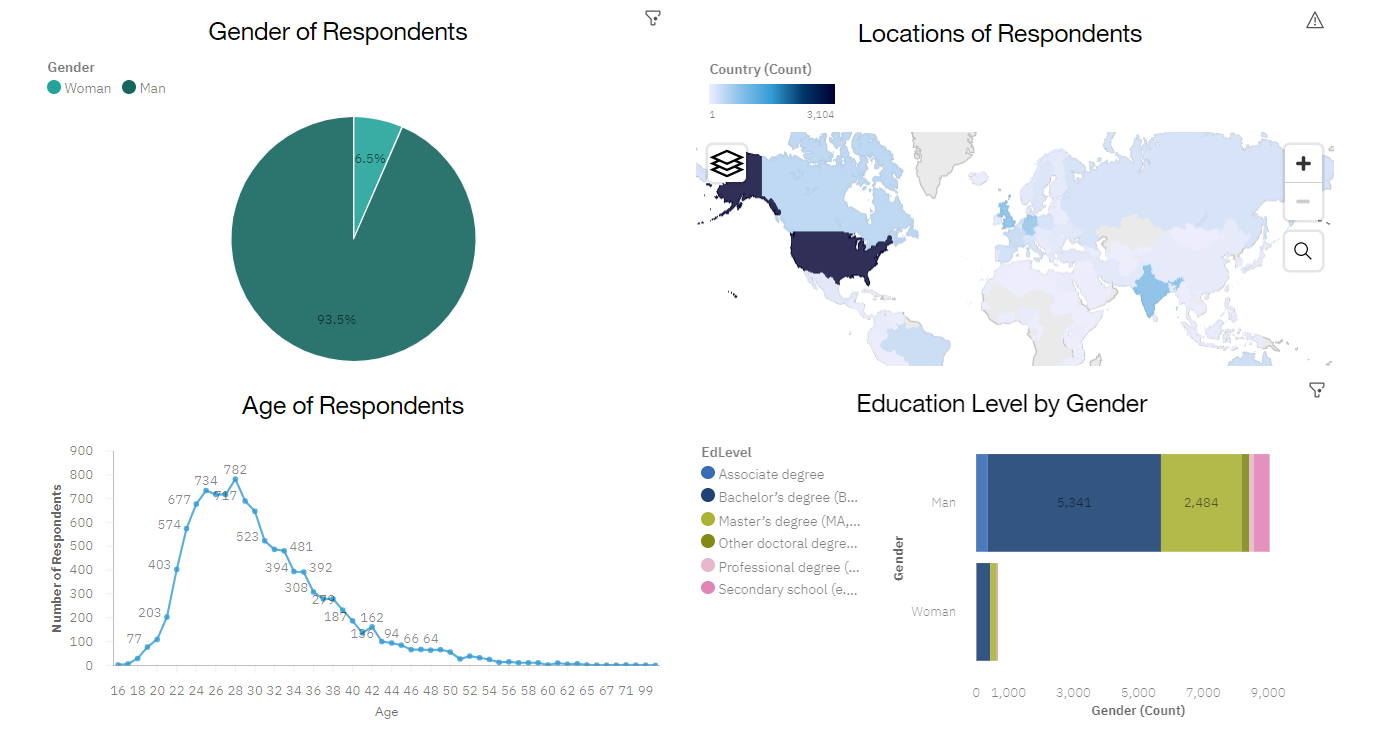 Gender of Respondents
Gender
Woman Man
6.5%
93.5%
Locations of Respondents
Country (Count)
1 3,104
Age of Respondents
Number of Respondents
900
800
700
600
500
400
300
200
100
0
77
203
403
574
677
734
717
782
523
481
394
392
308
279
187
136
162
94
66
64
16 18 20 22 24 26 28 30 32 34 36 38 40 42 44 46 48 50 52 54 56 58 60 62 65 67 71 99
Age
Education Level by Gender
EdLevel
Associate degree
Bachelor's degree (B...
Master's degree (MA,...
Other doctoral degre...
Professional degree (...
Secondary school (e....
Gender
Man
5,341 2,484
Woman
0 1,000 3,000 5,000 7,000 9,000
Gender (Count)